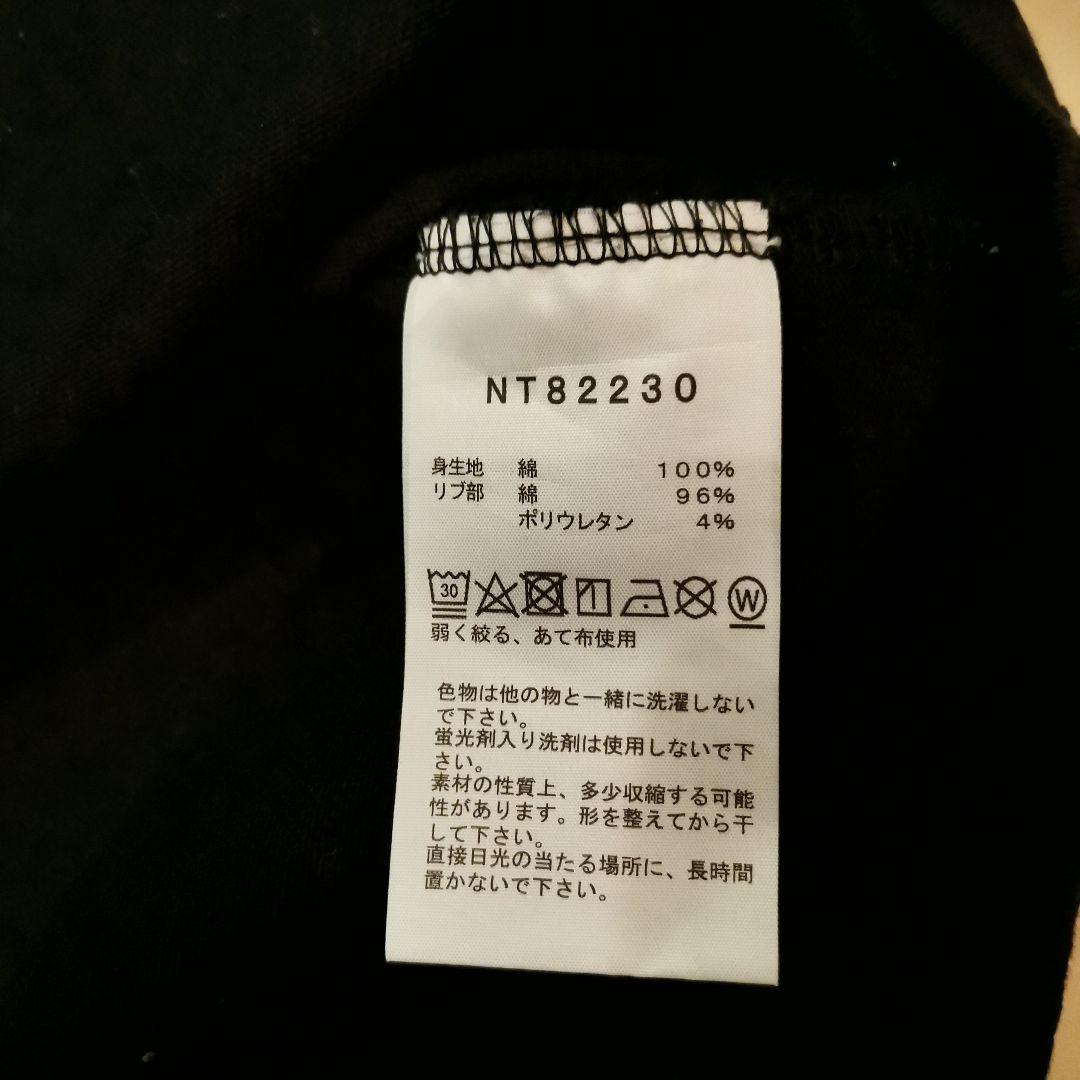 NT82230
身生地 綿 100%
リブ部 綿 96%
ポリウレタン 4%
30 W
弱く絞る、あて布使用
色物は他の物と一緒に洗濯しない
で下さい。
蛍光剤入り洗剤は使用しないで下
さい。
素材の性質上、多少収縮する可能
性があります。形を整えてから干
して下さい。
直接日光の当たる場所に、長時間
置かないで下さい。